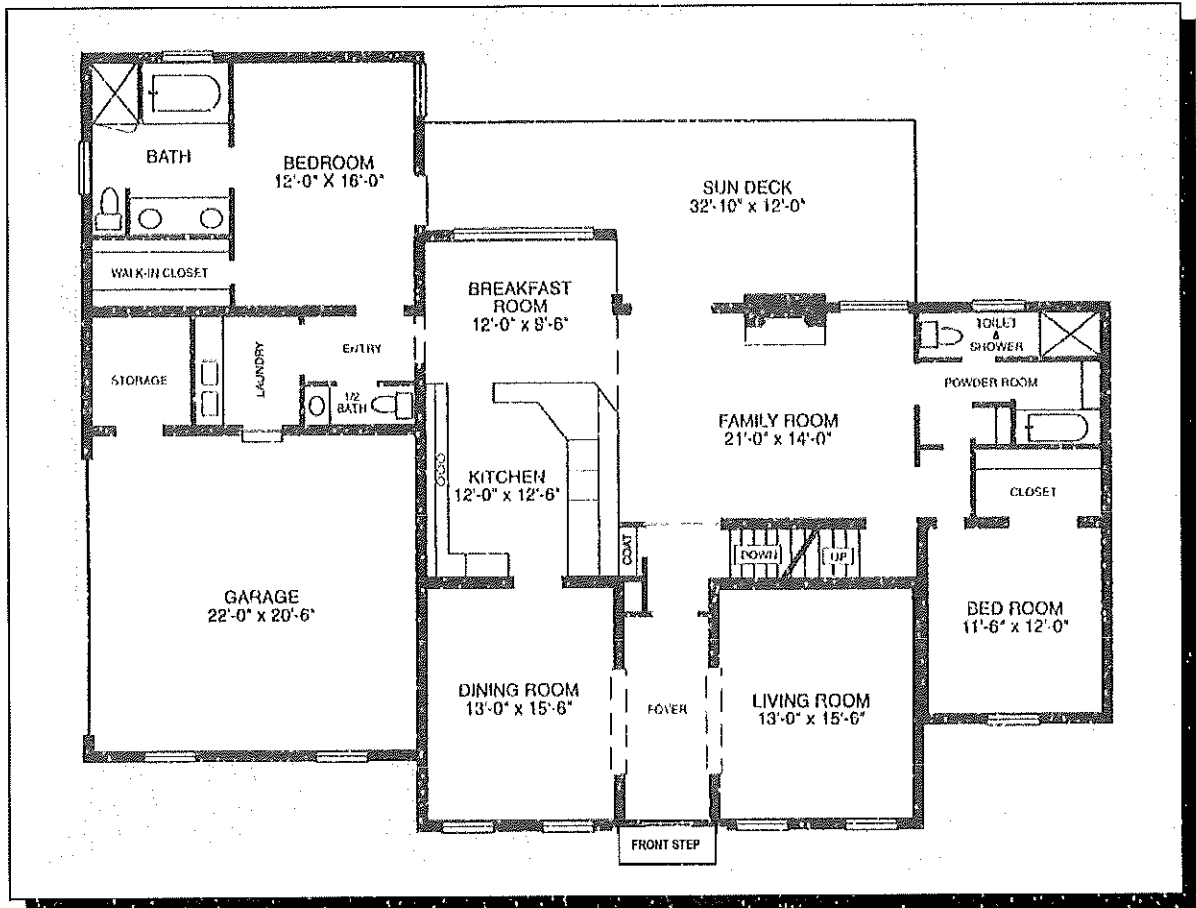 BATH
BEDROOM
12'-0" X 16'-0"
SUN DECK
32'-10" x 12'-0"
WALK-IN CLOSET
BREAKFAST
ROOM
12'-0" x 8'-6"
STORAGE
LAUNDRY
ENTRY
1/2
BATH
TOILET
&
SHOWER
POWDER ROOM
FAMILY ROOM
21'-0" x 14'-0"
KITCHEN
12'-0" x 12'-6"
CLOSET
COAT
DOWN
UP
GARAGE
22'-0" x 20'-6"
BED ROOM
11'-6" x 12'-0"
DINING ROOM
13'-0" x 15'-6"
FOYER
LIVING ROOM
13'-0" x 15'-6"
FRONT STEP